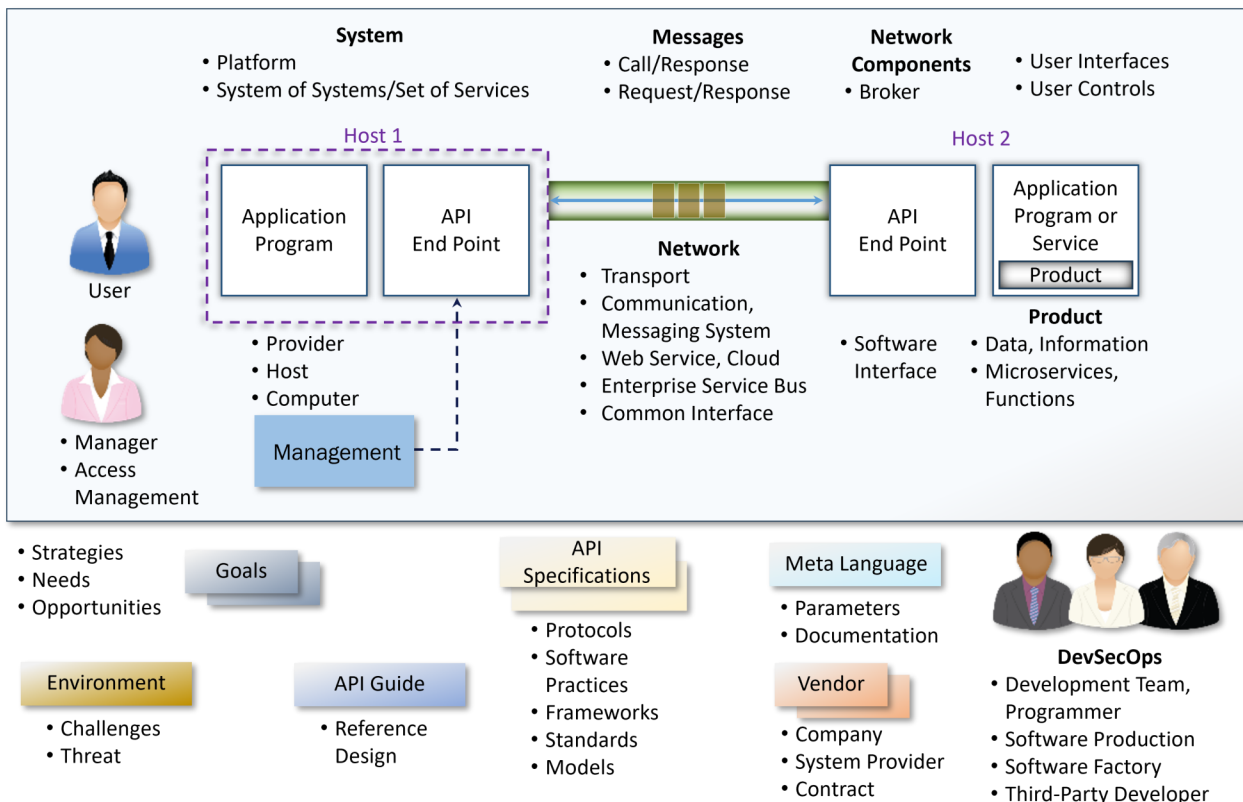 System
• Platform
• System of Systems/Set of Services
Messages
• Call/Response
• Request/Response
Network
Components
• Broker
• User Interfaces
• User Controls
Host 1
Host 2
Application
Program
API
End Point
API
End Point
Application
Program or
Service
Product
User
Network
• Transport
• Communication,
Messaging System
• Web Service, Cloud
• Enterprise Service Bus
• Common Interface
• Provider
• Host
• Computer
• Software
Interface
Product
• Data, Information
• Microservices,
Functions
Management
• Manager
• Access
Management
• Strategies
• Needs
• Opportunities
Goals
API
Specifications
• Protocols
• Software
Practices
• Frameworks
• Standards
• Models
Meta Language
• Parameters
• Documentation
Environment
• Challenges
• Threat
API Guide
• Reference
Design
Vendor
• Company
• System Provider
• Contract
DevSecOps
• Development Team,
Programmer
• Software Production
• Software Factory
• Third-Party Developer